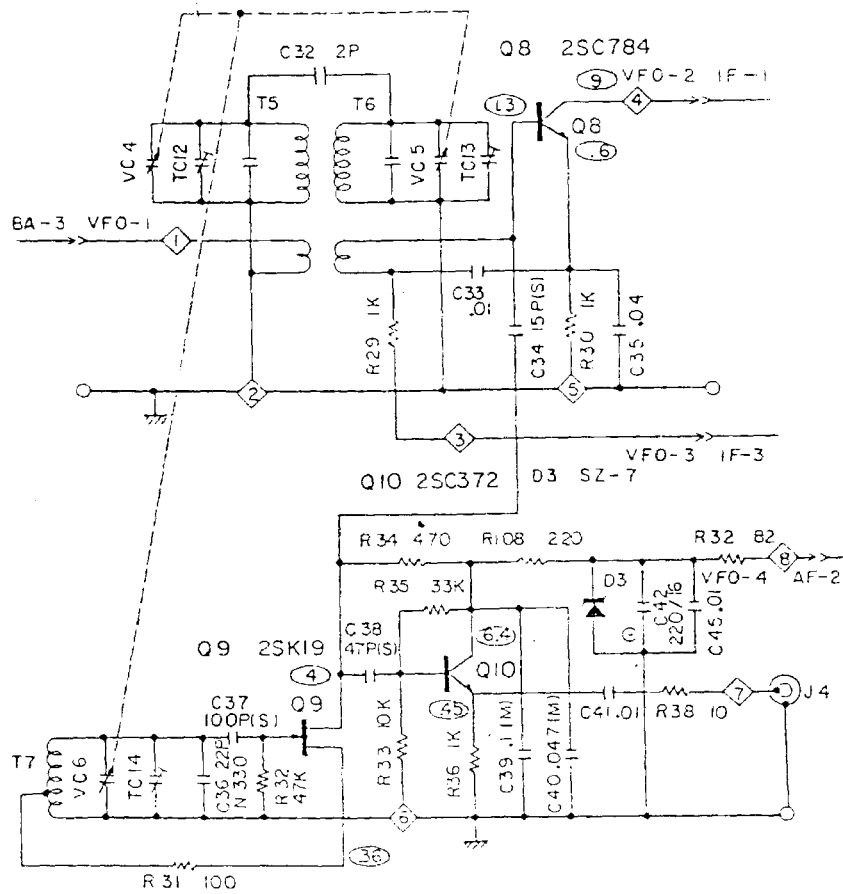 C32 2P
Q8 2SC784
9 VFO-2 IF-1
4
T5 T6
1.3
Q8
VC4
TC12
VC5
TC13
.6
BA-3 VFO-1
1
C33
.01
R29 1K
C34 15P(S)
R30 1K
C35 .04
2
5
3
VFO-3 IF-3
Q10 2SC372
D3 SZ-7
R34 470
R108 220
R32 82
8
R35 33K
D3
VFO-4 AF-2
C42
220/16
C45 .01
C38
47P(S)
6.4
Q9 2SK19
4
Q10
Q9
.45
7
J4
C37
100P(S)
C41 .01 R38 10
T7
VC6
TC14
C36 22P
N330
R32
47K
R33 10K
R36 1K
C39 .1(M)
C40 .047(M)
6
.36
R31 100